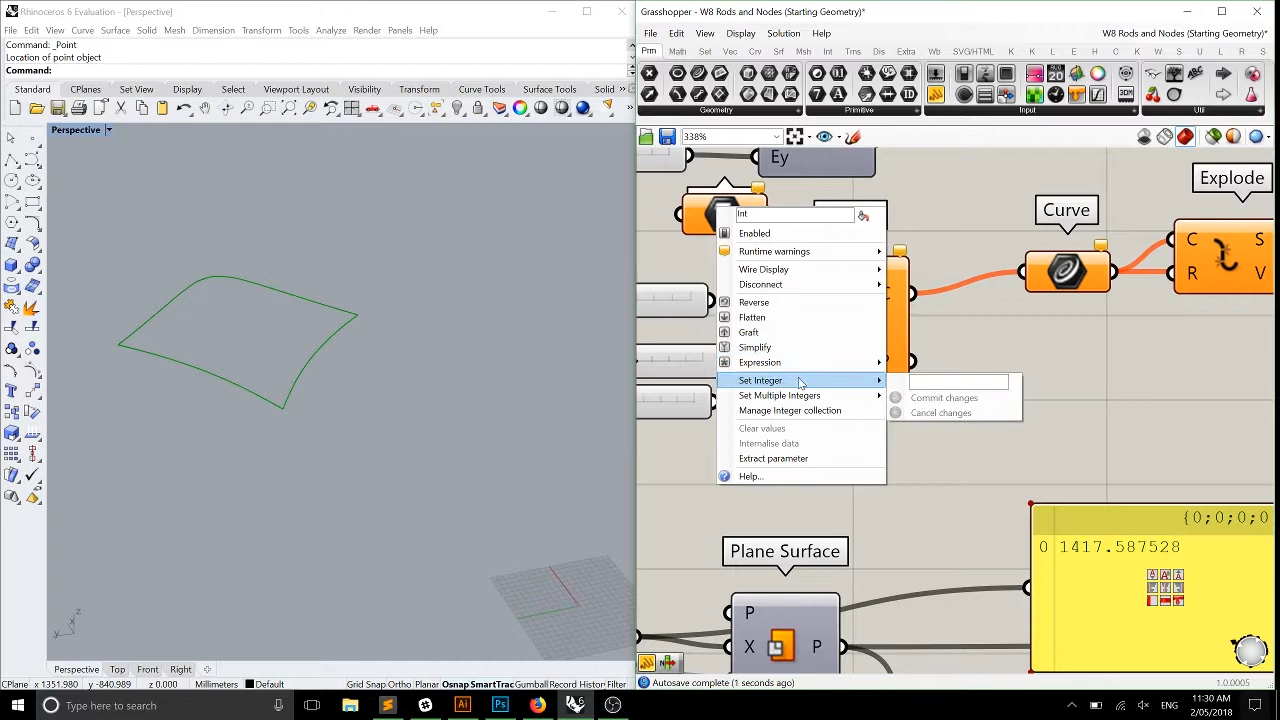 Rhinoceros 6 Evaluation - [Perspective]
File Edit View Curve Surface Solid Mesh Dimension Transform Tools Analyze Render Panels Help
Command: _Point
Location of point object
Command:
Standard CPlanes Set View Display Select Viewport Layout Visibility Transform Curve Tools Surface Tools Solid »
Perspective
z
x
y
Perspective Top Front Right
CPlane x 1351.980 y -840.989 z 0.000 Millimeters Default Grid Snap Ortho Planar Osnap SmartTrac Gumball Record Histor Filter
Grasshopper - W8 Rods and Nodes (Starting Geometry)*
File Edit View Display Solution Help
W8 Rods and Nodes (Starting Geometry)*
Prm Math Set Vec Crv Srf Msh Int Trns Dis Extra Wb SVG/HTML K K M L E H K U L R S
Geometry Primitive Input Util
338%
Ey
Int
Enabled
Runtime warnings
Wire Display
Disconnect
Reverse
Flatten
Graft
Simplify
Expression
Set Integer
Set Multiple Integers
Manage Integer collection
Clear values
Internalise data
Extract parameter
Help...
Commit changes
Cancel changes
Curve
Explode
C S
R V
Plane Surface
P
X P
{0;0;0;0
0 1417.587528
Autosave complete (1 seconds ago)
1.0.0005
Type here to search
ENG
11:30 AM
2/05/2018